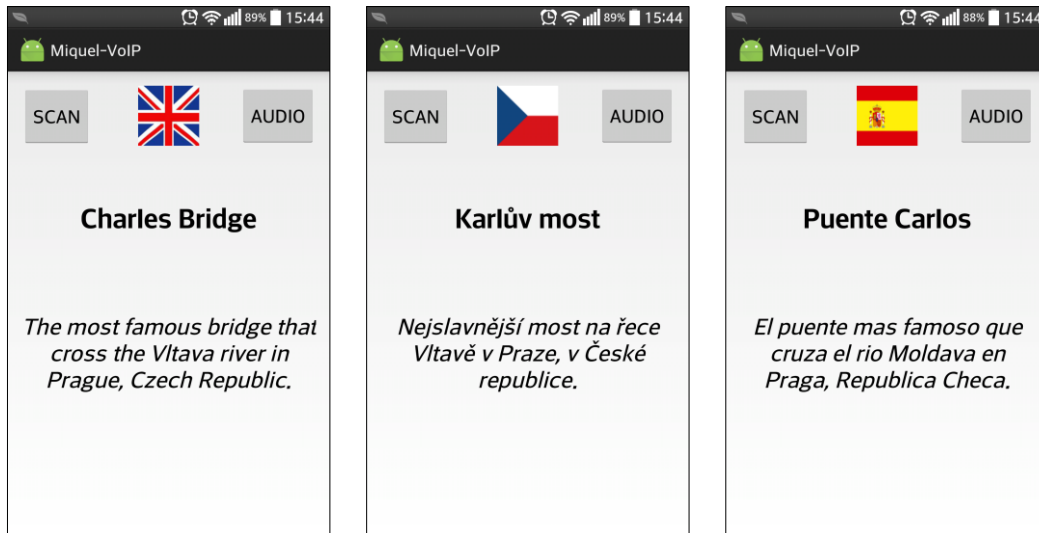 89% 15:44
Miquel-VoIP
SCAN
AUDIO
Charles Bridge
The most famous bridge that
cross the Vltava river in
Prague, Czech Republic.
89% 15:44
Miquel-VoIP
SCAN
AUDIO
Karlův most
Nejslavnější most na řece
Vltavě v Praze, v České
republice.
88% 15:44
Miquel-VoIP
SCAN
AUDIO
Puente Carlos
El puente mas famoso que
cruza el rio Moldava en
Praga, Republica Checa.